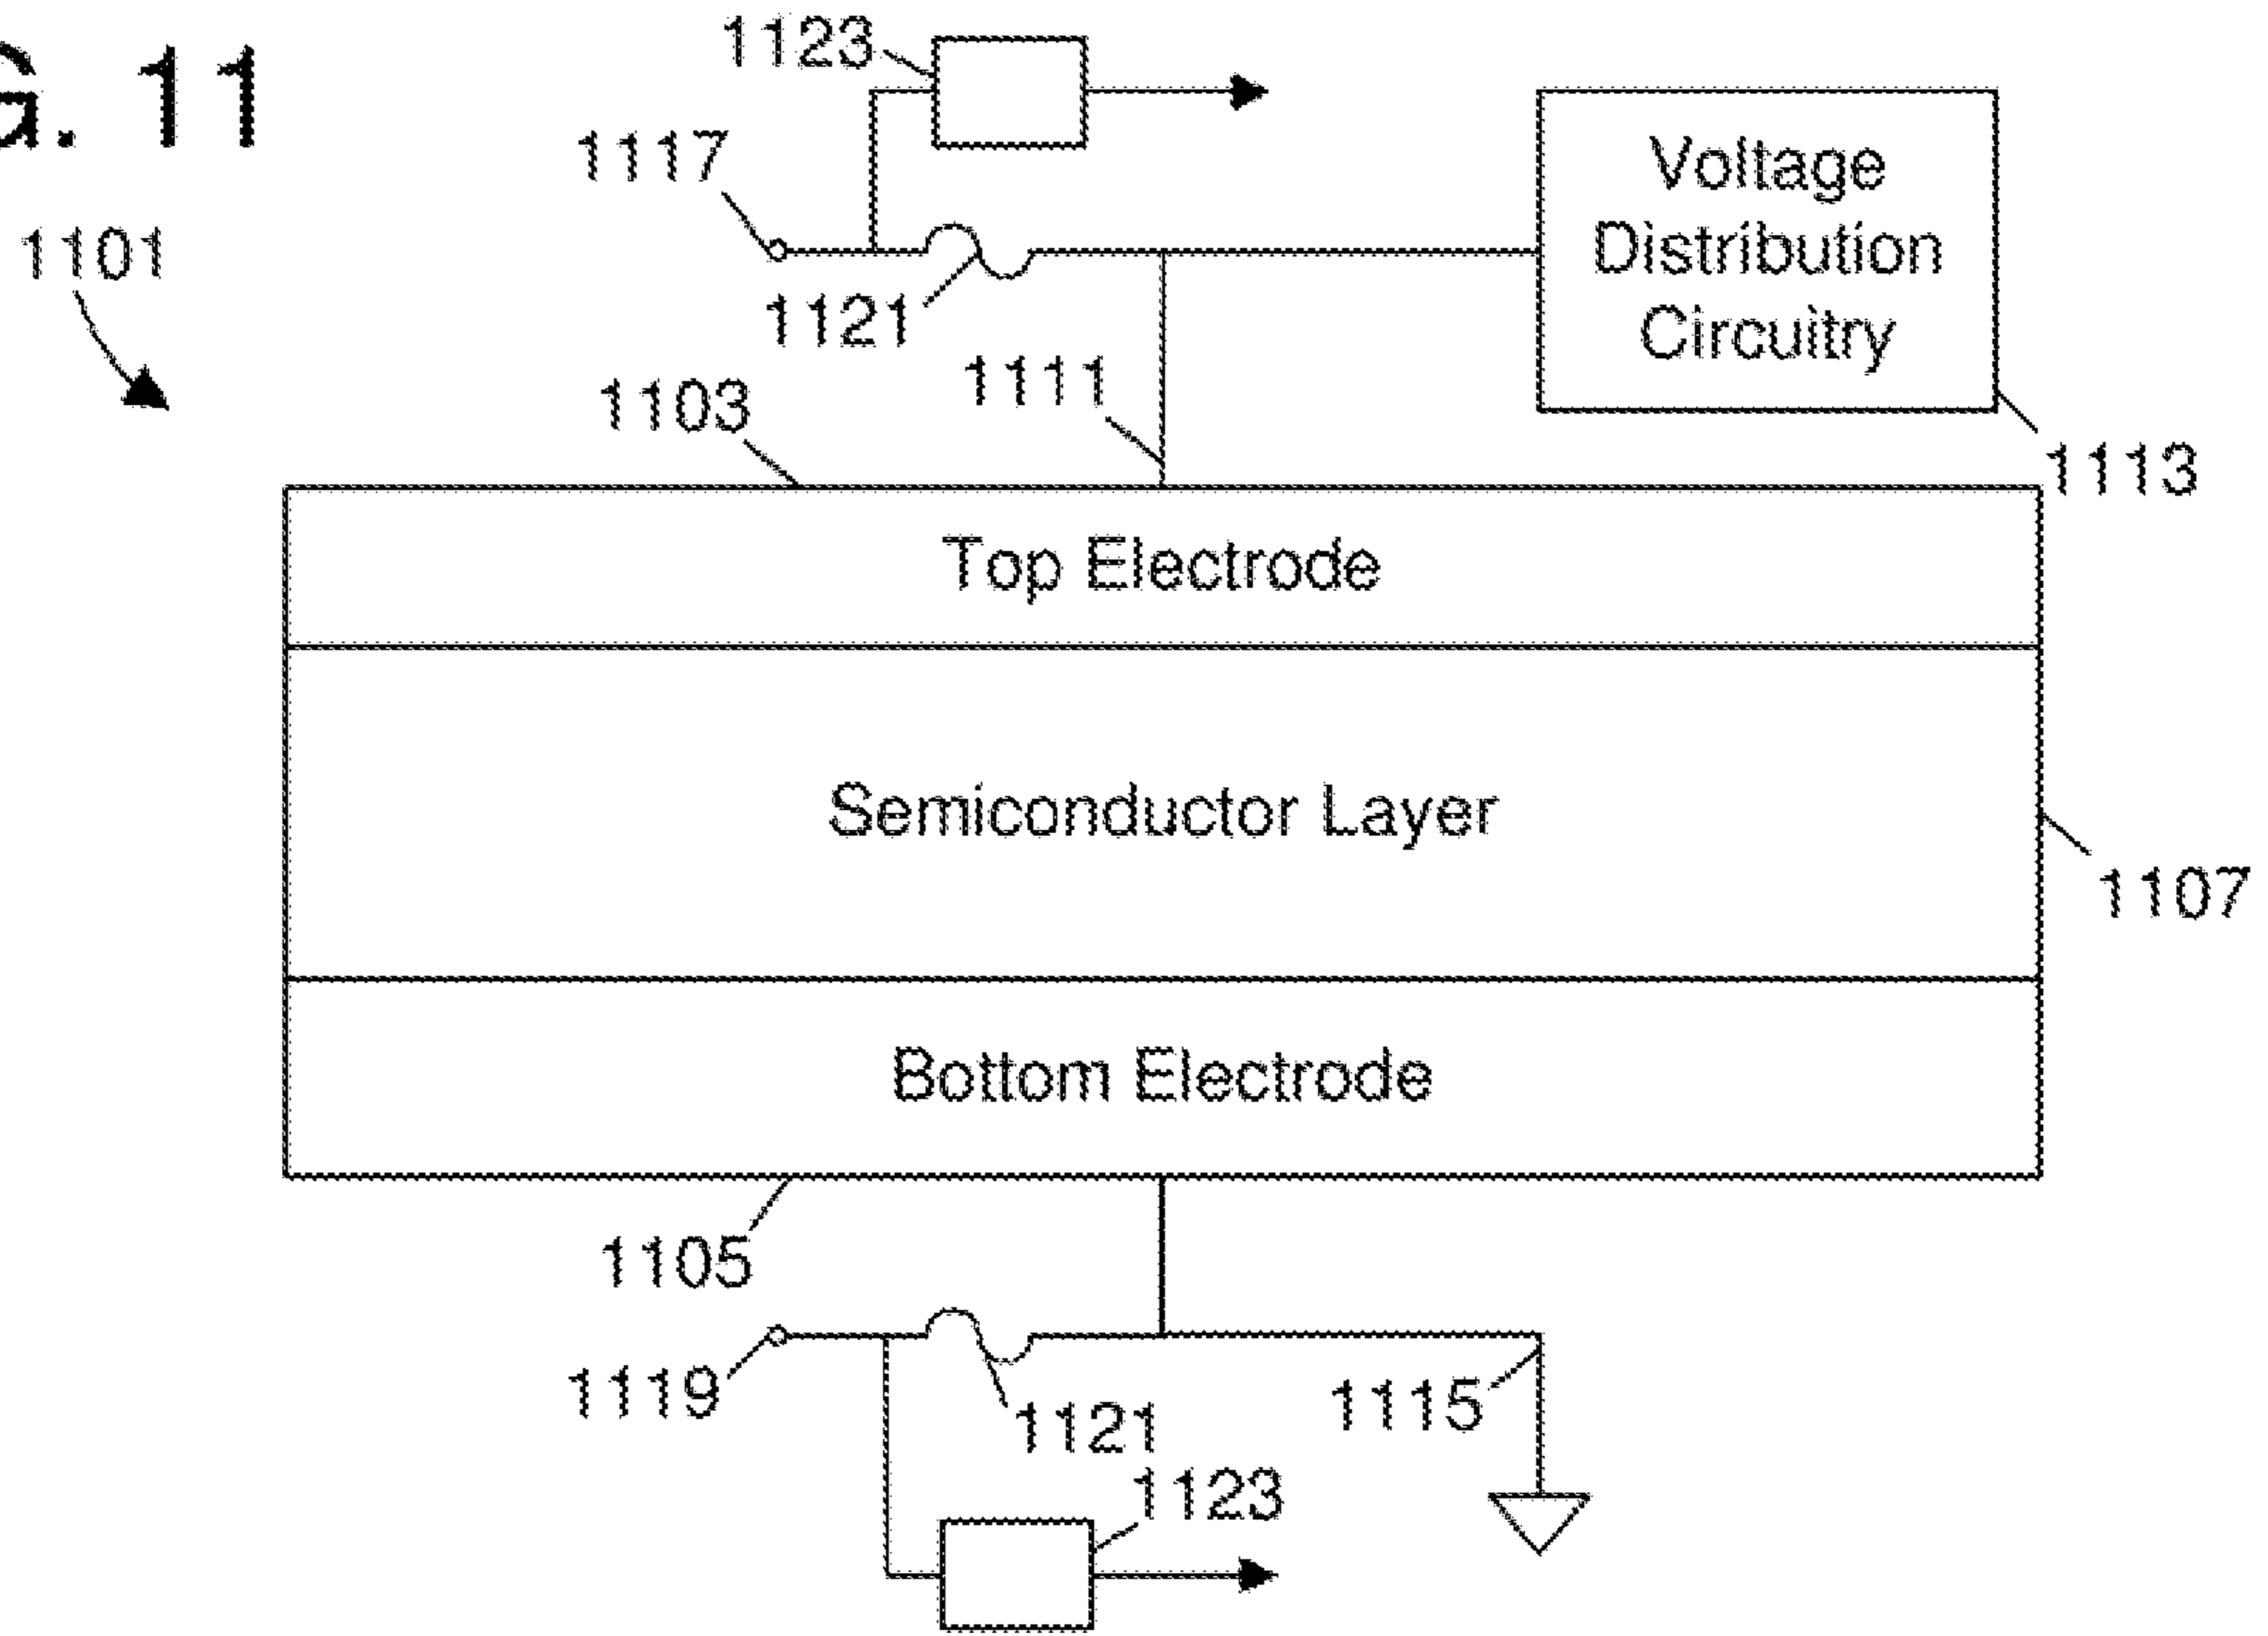 G. 11
1123
1117
1101
1121
Voltage
Distribution
Circuitry
1103
1111
1113
Top Electrode
Semiconductor Layer
1107
Bottom Electrode
1105
1119
1121
1115
1123